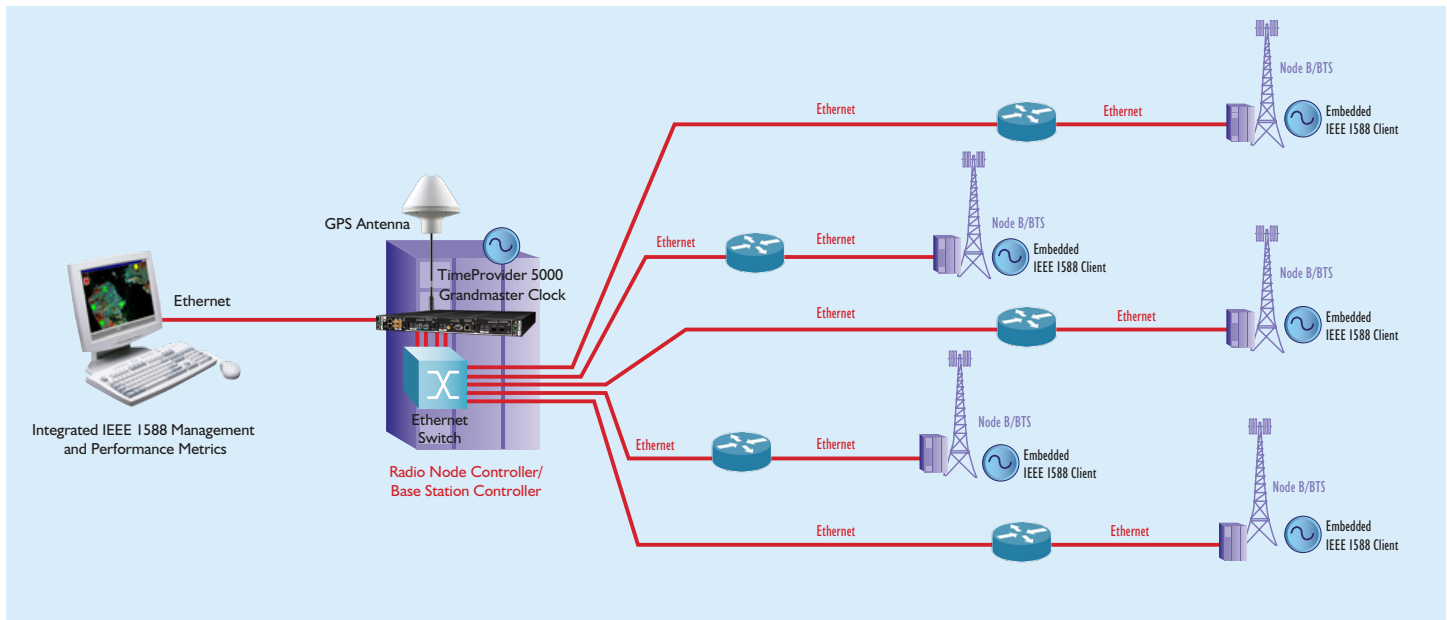 Integrated IEEE 1588 Management
and Performance Metrics
Ethernet
GPS Antenna
TimeProvider 5000
Grandmaster Clock
Ethernet
Switch
Radio Node Controller/
Base Station Controller
Ethernet
Ethernet
Node B/BTS
Embedded
IEEE 1588 Client
Ethernet
Ethernet
Node B/BTS
Embedded
IEEE 1588 Client
Ethernet
Ethernet
Node B/BTS
Embedded
IEEE 1588 Client
Ethernet
Ethernet
Node B/BTS
Embedded
IEEE 1588 Client
Ethernet
Ethernet
Node B/BTS
Embedded
IEEE 1588 Client